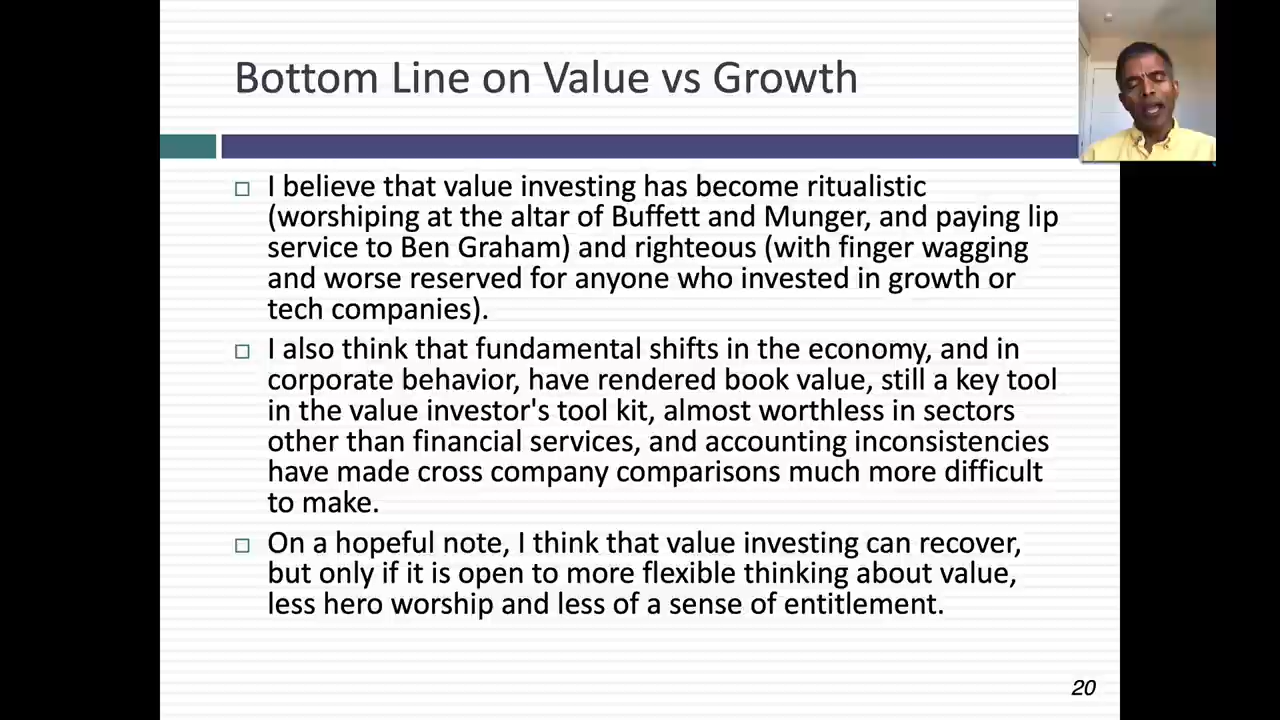 Bottom Line on Value vs Growth
I believe that value investing has become ritualistic
(worshiping at the altar of Buffett and Munger, and paying lip
service to Ben Graham) and righteous (with finger wagging
and worse reserved for anyone who invested in growth or
tech companies).
I also think that fundamental shifts in the economy, and in
corporate behavior, have rendered book value, still a key tool
in the value investor's tool kit, almost worthless in sectors
other than financial services, and accounting inconsistencies
have made cross company comparisons much more difficult
to make.
On a hopeful note, I think that value investing can recover,
but only if it is open to more flexible thinking about value,
less hero worship and less of a sense of entitlement.
20